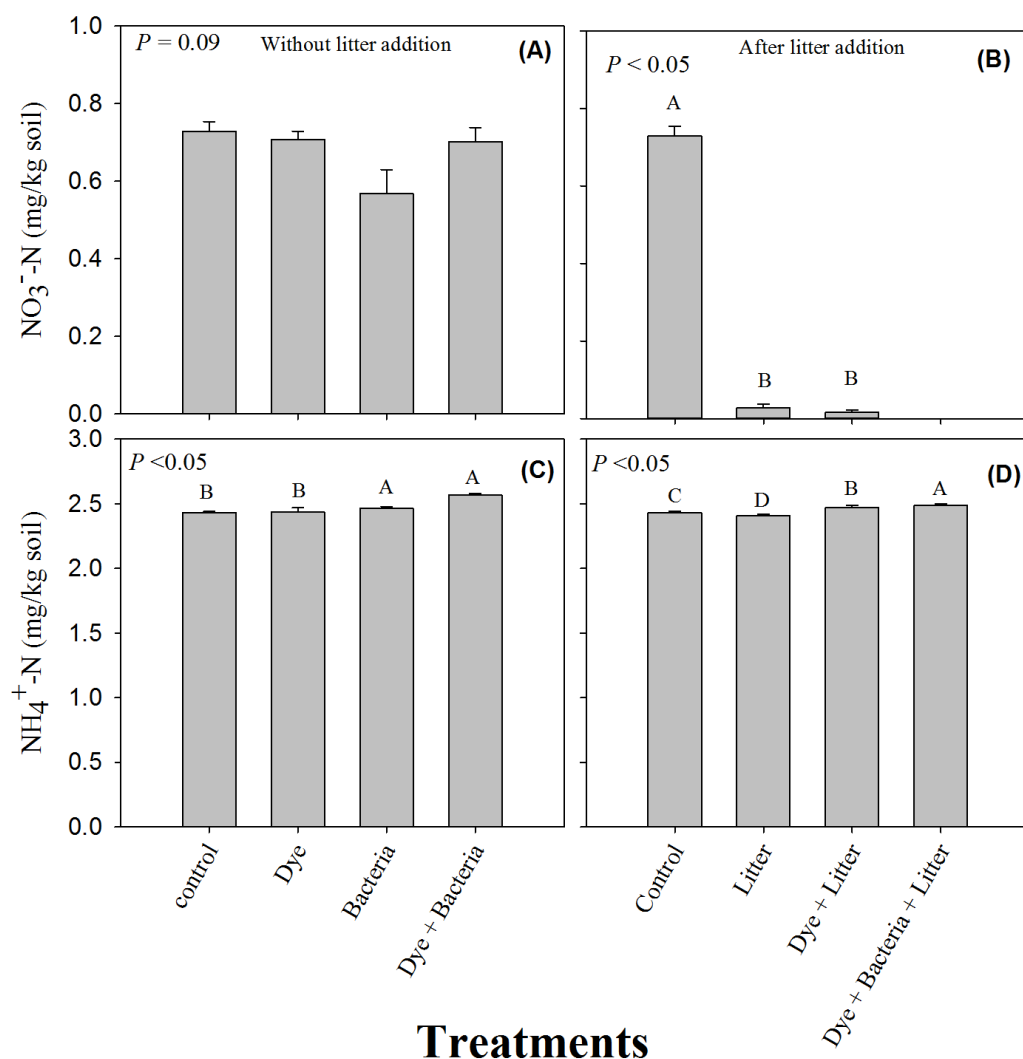 P = 0.09
Without litter addition
(A)
After litter addition
(B)
P < 0.05
A
B
B
NO3⁻-N (mg/kg soil)
1.0
0.8
0.6
0.4
0.2
0.0
P <0.05
(C)
B
B
A
A
P <0.05
(D)
C
D
B
A
NH4⁺-N (mg/kg soil)
3.0
2.5
2.0
1.5
1.0
0.5
0.0
control
Dye
Bacteria
Dye + Bacteria
Control
Litter
Dye + Litter
Dye + Bacteria + Litter
Treatments